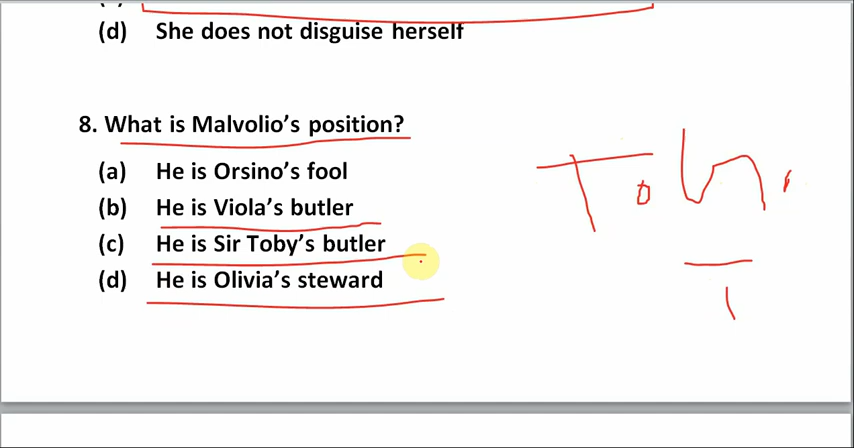 (d) She does not disguise herself
8. What is Malvolio's position?
(a) He is Orsino's fool
(b) He is Viola's butler
(c) He is Sir Toby's butler
(d) He is Olivia's steward